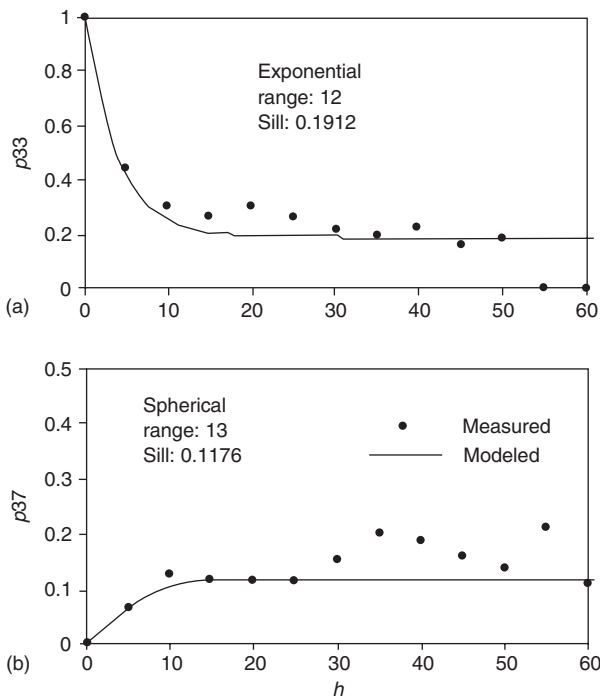 1
0.8
0.6
0.4
0.2
0
p33
Exponential
range: 12
Sill: 0.1912
0 10 20 30 40 50 60
(a)
0.5
0.4
0.3
0.2
0.1
0
p37
Spherical
range: 13
Sill: 0.1176
Measured
Modeled
0 10 20 30 40 50 60
(b)
h